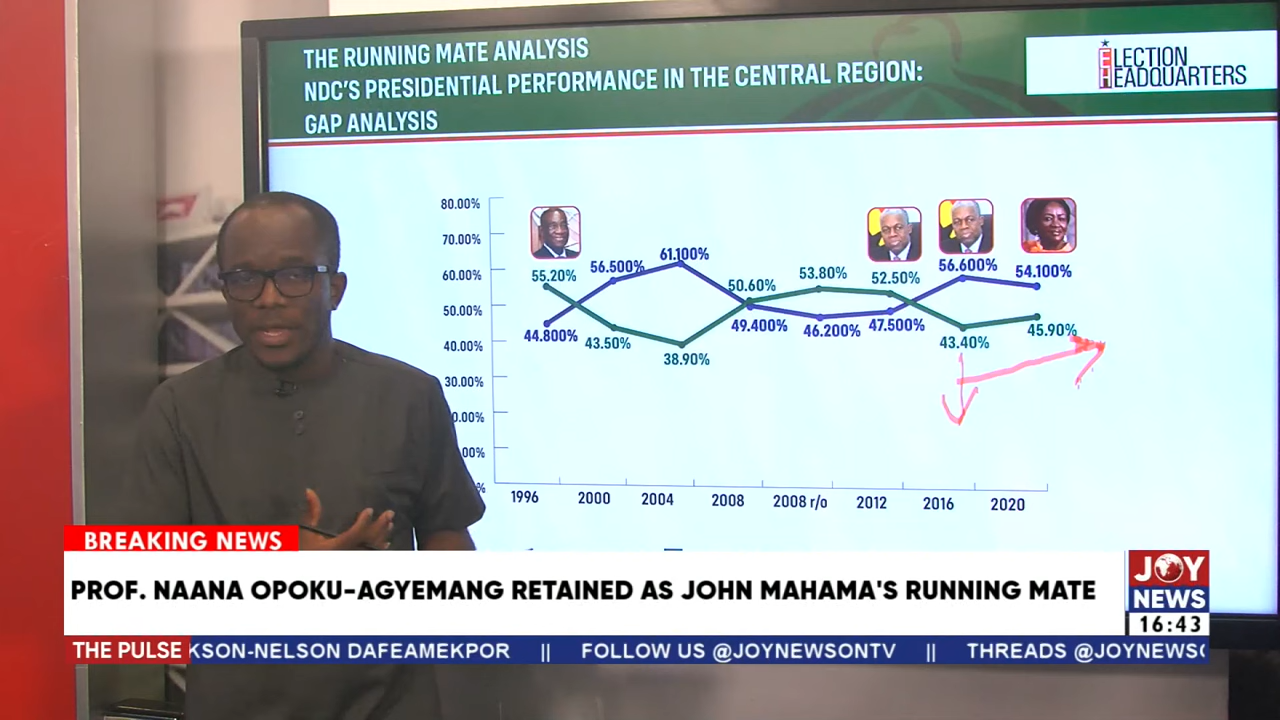 THE RUNNING MATE ANALYSIS
NDC'S PRESIDENTIAL PERFORMANCE IN THE CENTRAL REGION:
GAP ANALYSIS
ELECTION
HEADQUARTERS
80.00%
70.00%
60.00%
50.00%
40.00%
30.00%
0.00%
00%
%
55.20% 56.500% 61.100% 50.60% 53.80% 52.50% 56.600% 54.100%
44.800% 43.50% 38.90% 49.400% 46.200% 47.500% 43.40% 45.90%
1996 2000 2004 2008 2008 r/o 2012 2016 2020
BREAKING NEWS
PROF. NAANA OPOKU-AGYEMANG RETAINED AS JOHN MAHAMA'S RUNNING MATE
JOY
NEWS
16:43
THE PULSE KSON-NELSON DAFEAMEKPOR || FOLLOW US @JOYNEWSONTV || THREADS @JOYNEWSO